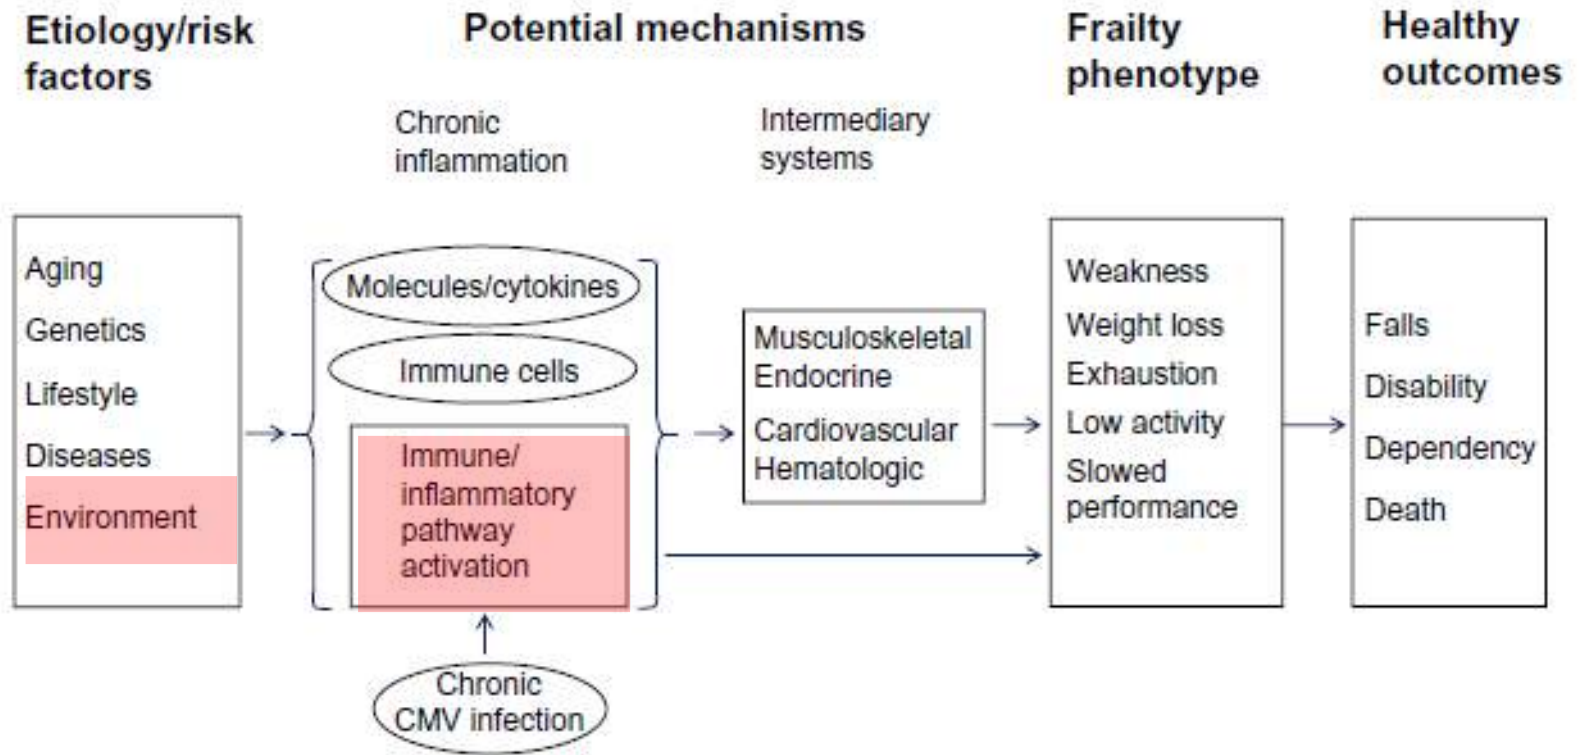 Etiology/risk
factors
Potential mechanisms
Frailty
phenotype
Healthy
outcomes
Chronic
inflammation
Intermediary
systems
Aging
Genetics
Lifestyle
Diseases
Environment
Molecules/cytokines
Immune cells
Immune/
inflammatory
pathway
activation
Chronic
CMV infection
Musculoskeletal
Endocrine
Cardiovascular
Hematologic
Weakness
Weight loss
Exhaustion
Low activity
Slowed
performance
Falls
Disability
Dependency
Death